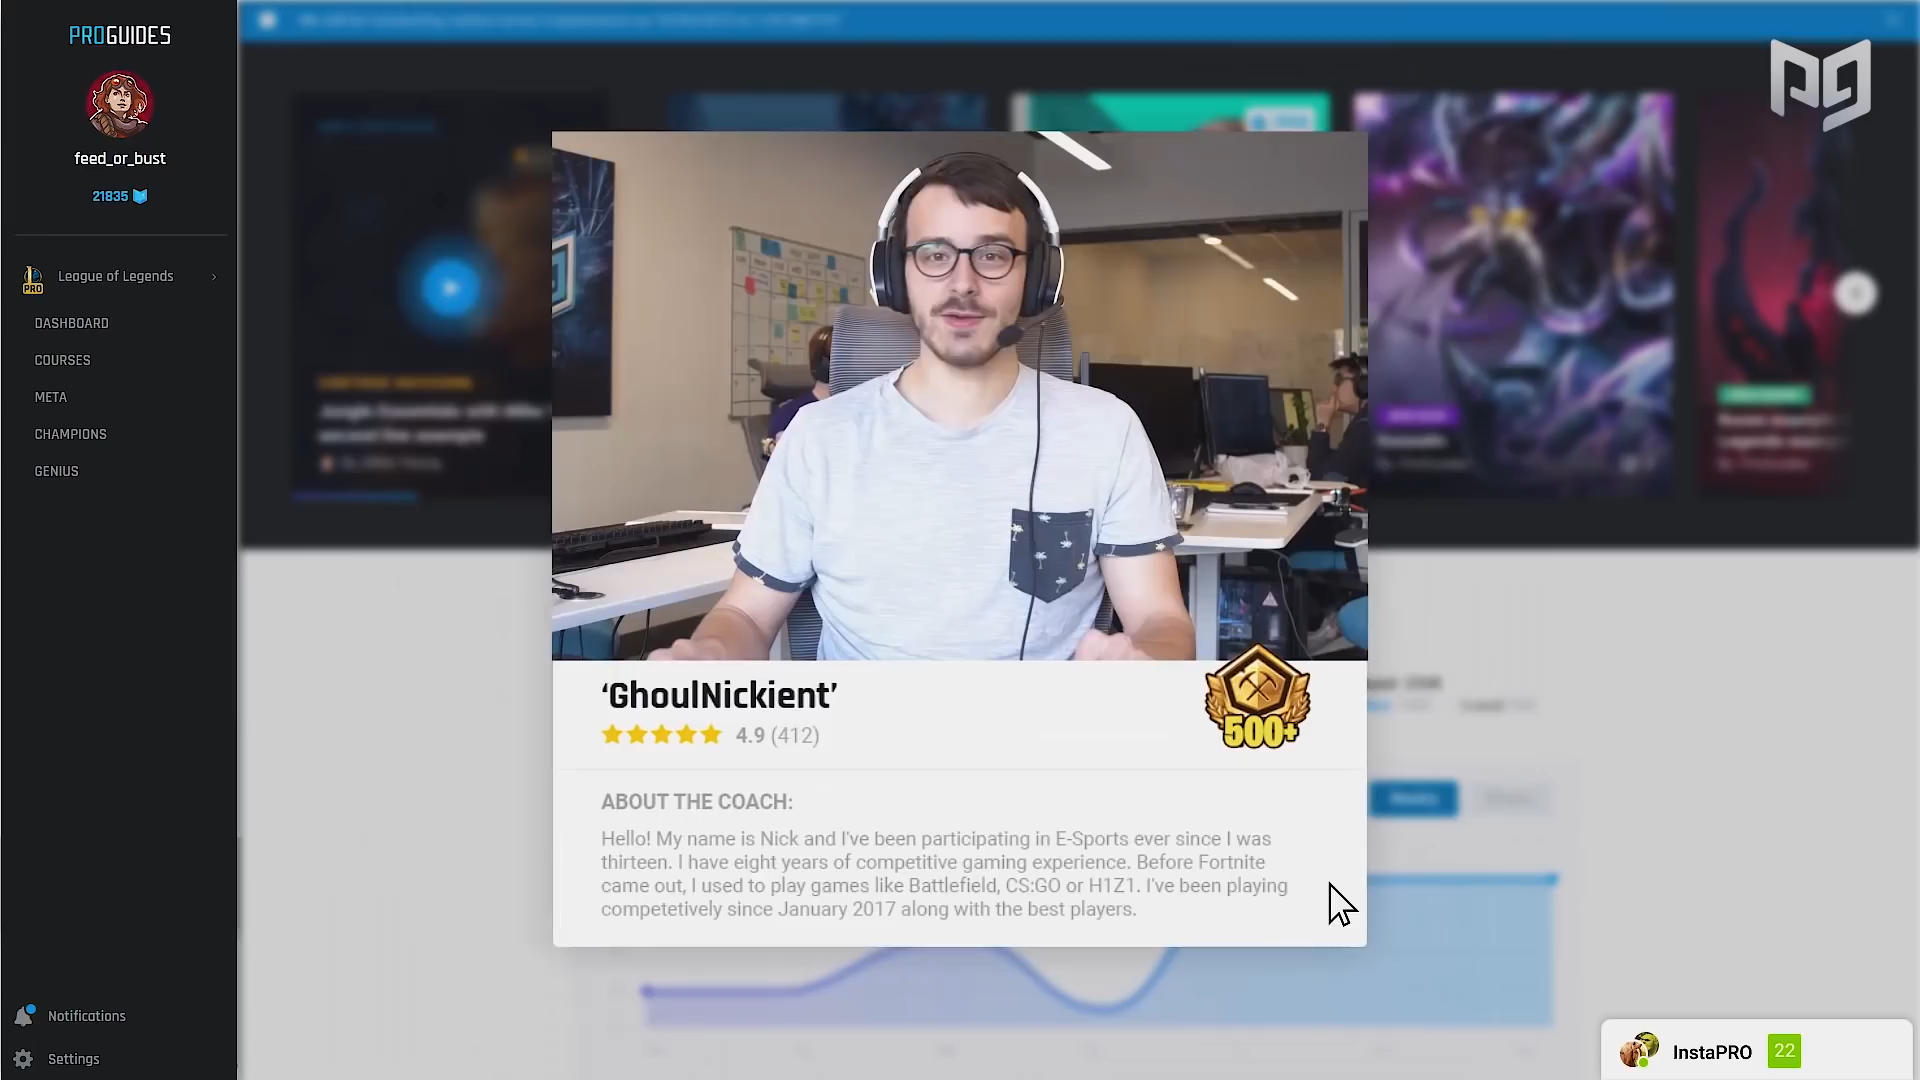 PROGUIDES
feed_or_bust
21835
PRO
League of Legends
DASHBOARD
COURSES
META
CHAMPIONS
GENIUS
Notifications
Settings
PG
‘GhoulNickient’
4.9 (412)
500+
ABOUT THE COACH:
Hello! My name is Nick and I've been participating in E-Sports ever since I was
thirteen. I have eight years of competitive gaming experience. Before Fortnite
came out, I used to play games like Battlefield, CS:GO or H1Z1. I've been playing
competetively since January 2017 along with the best players.
InstaPRO 22